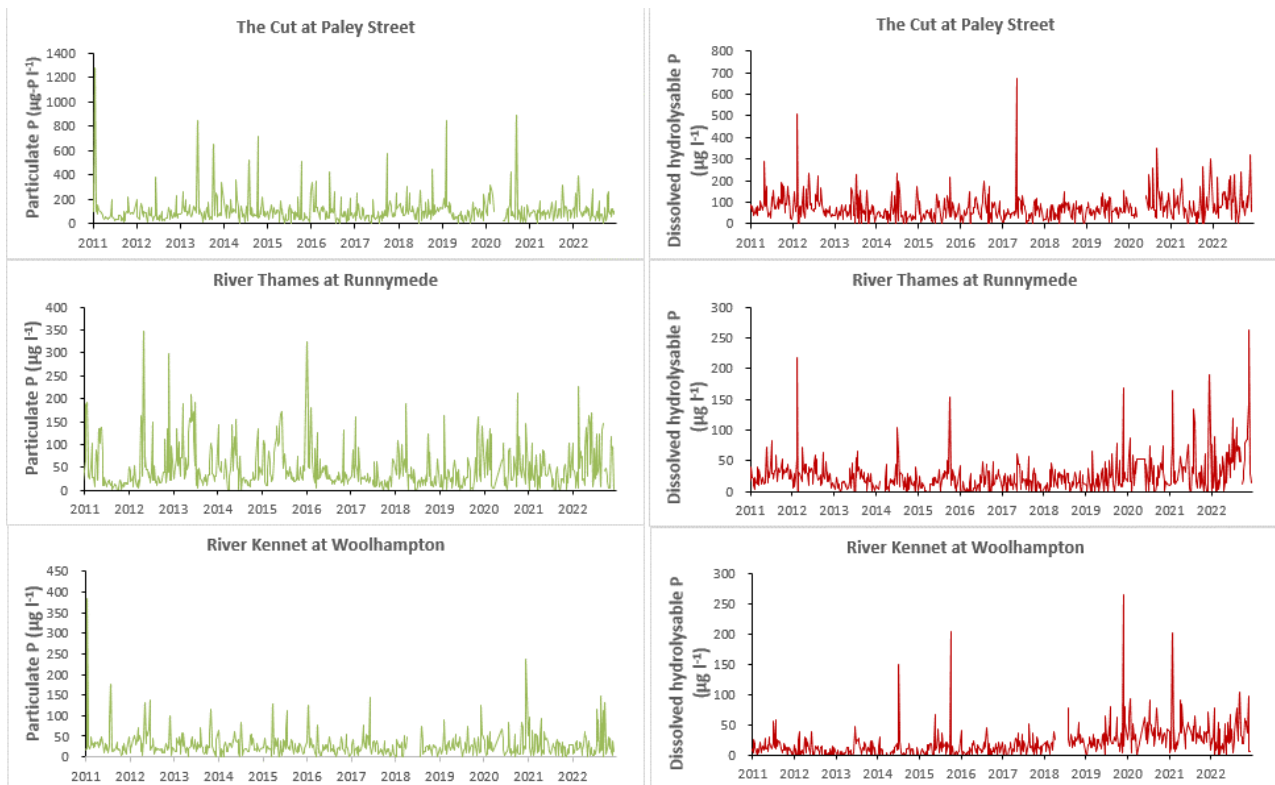 The Cut at Paley Street
Particulate P (µg-P l-1)
1400
1200
1000
800
600
400
200
0
2011 2012 2013 2014 2015 2016 2017 2018 2019 2020 2021 2022
The Cut at Paley Street
Dissolved hydrolysable P
(µg l-1)
800
700
600
500
400
300
200
100
0
2011 2012 2013 2014 2015 2016 2017 2018 2019 2020 2021 2022
River Thames at Runnymede
Particulate P (µg l-1)
400
350
300
250
200
150
100
50
0
2011 2012 2013 2014 2015 2016 2017 2018 2019 2020 2021 2022
River Thames at Runnymede
Dissolved hydrolysable P
(µg l-1)
300
250
200
150
100
50
0
2011 2012 2013 2014 2015 2016 2017 2018 2019 2020 2021 2022
River Kennet at Woolhampton
Particulate P (µg l-1)
450
400
350
300
250
200
150
100
50
0
2011 2012 2013 2014 2015 2016 2017 2018 2019 2020 2021 2022
River Kennet at Woolhampton
Dissolved hydrolysable P
(µg l-1)
300
250
200
150
100
50
0
2011 2012 2013 2014 2015 2016 2017 2018 2019 2020 2021 2022